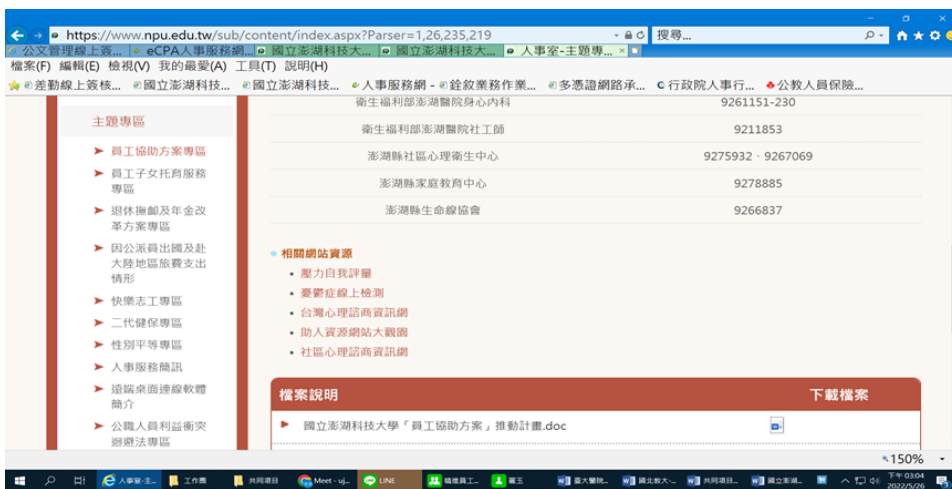 https://www.npu.edu.tw/sub/content/index.aspx?Parser=1,26,235,219
搜尋...
公文管理線上簽...
eCPA人事服務網...
國立澎湖科技大...
國立澎湖科技大...
人事室-主題專...
檔案(F) 編輯(E) 檢視(V) 我的最愛(A) 工具(T) 說明(H)
差勤線上簽核...
國立澎湖科技...
國立澎湖科技...
人事服務網 -
銓敘業務作業...
多憑證網路承...
行政院人事行...
公教人員保險...
主題專區
員工協助方案專區
員工子女托育服務
專區
退休撫卹及年金改
革方案專區
因公派員出國及赴
大陸地區旅費支出
情形
快樂志工專區
二代健保專區
性別平等專區
人事服務簡訊
遠端桌面連線軟體
簡介
公職人員利益衝突
迴避法專區
衛生福利部澎湖醫院身心內科 9261151-230
衛生福利部澎湖醫院社工師 9211853
澎湖縣社區心理衛生中心 9275932、9267069
澎湖縣家庭教育中心 9278885
澎湖縣生命線協會 9266837
相關網站資源
壓力自我評量
憂鬱症線上檢測
台灣心理諮商資訊網
助人資源網站大觀園
社區心理諮商資訊網
檔案說明 下載檔案
國立澎湖科技大學「員工協助方案」推動計畫.doc
150%
人事室-主...
工作圈
共同項目
Meet - uj...
LINE
職進員工...
羅玉
臺大醫院...
國北教大-...
共同項目...
國立澎湖...
下午 03:04
2022/5/26